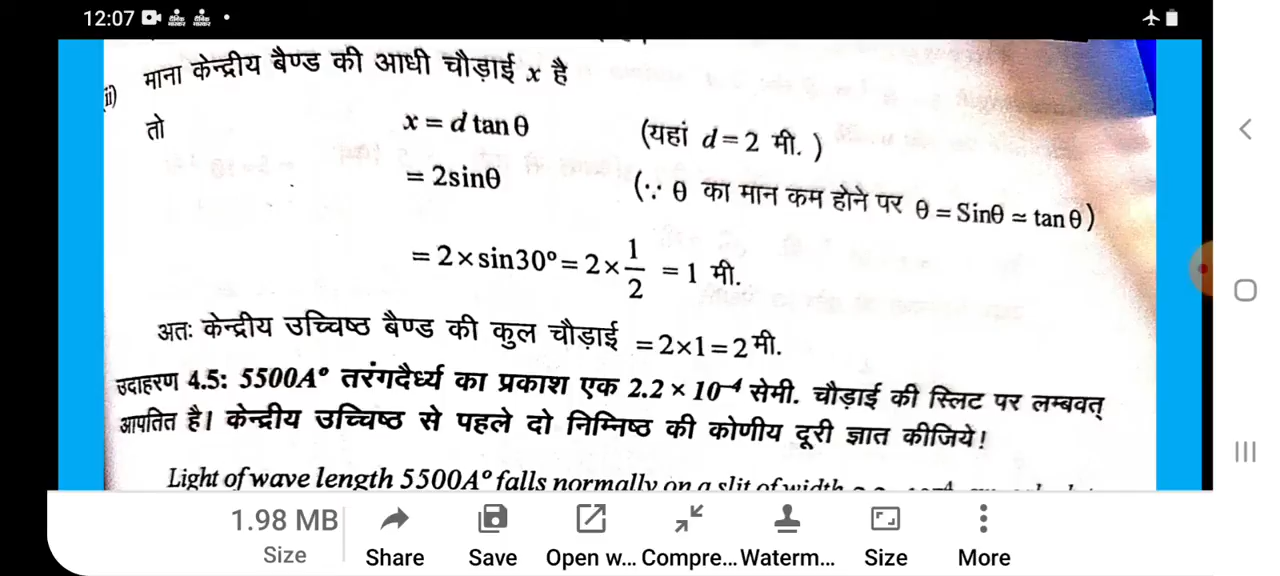 12:07
माना केन्द्रीय बैण्ड की आधी चौड़ाई x है
तो x = d tanθ (यहां d = 2 मी. )
= 2sinθ (∵ θ का मान कम होने पर θ = Sinθ ≃ tanθ)
= 2 × sin30° = 2 × 1/2 = 1 मी.
अतः केन्द्रीय उच्चिष्ठ बैण्ड की कुल चौड़ाई = 2×1 = 2 मी.
उदाहरण 4.5: 5500A° तरंगदैर्ध्य का प्रकाश एक 2.2 × 10⁻⁴ सेमी. चौड़ाई की स्लिट पर लम्बवत्
आपतित है। केन्द्रीय उच्चिष्ठ से पहले दो निम्निष्ठ की कोणीय दूरी ज्ञात कीजिये!
Light of wave length 5500A° falls normally on a slit of width
1.98 MB
Size Share Save Open w... Compre... Waterm... Size More